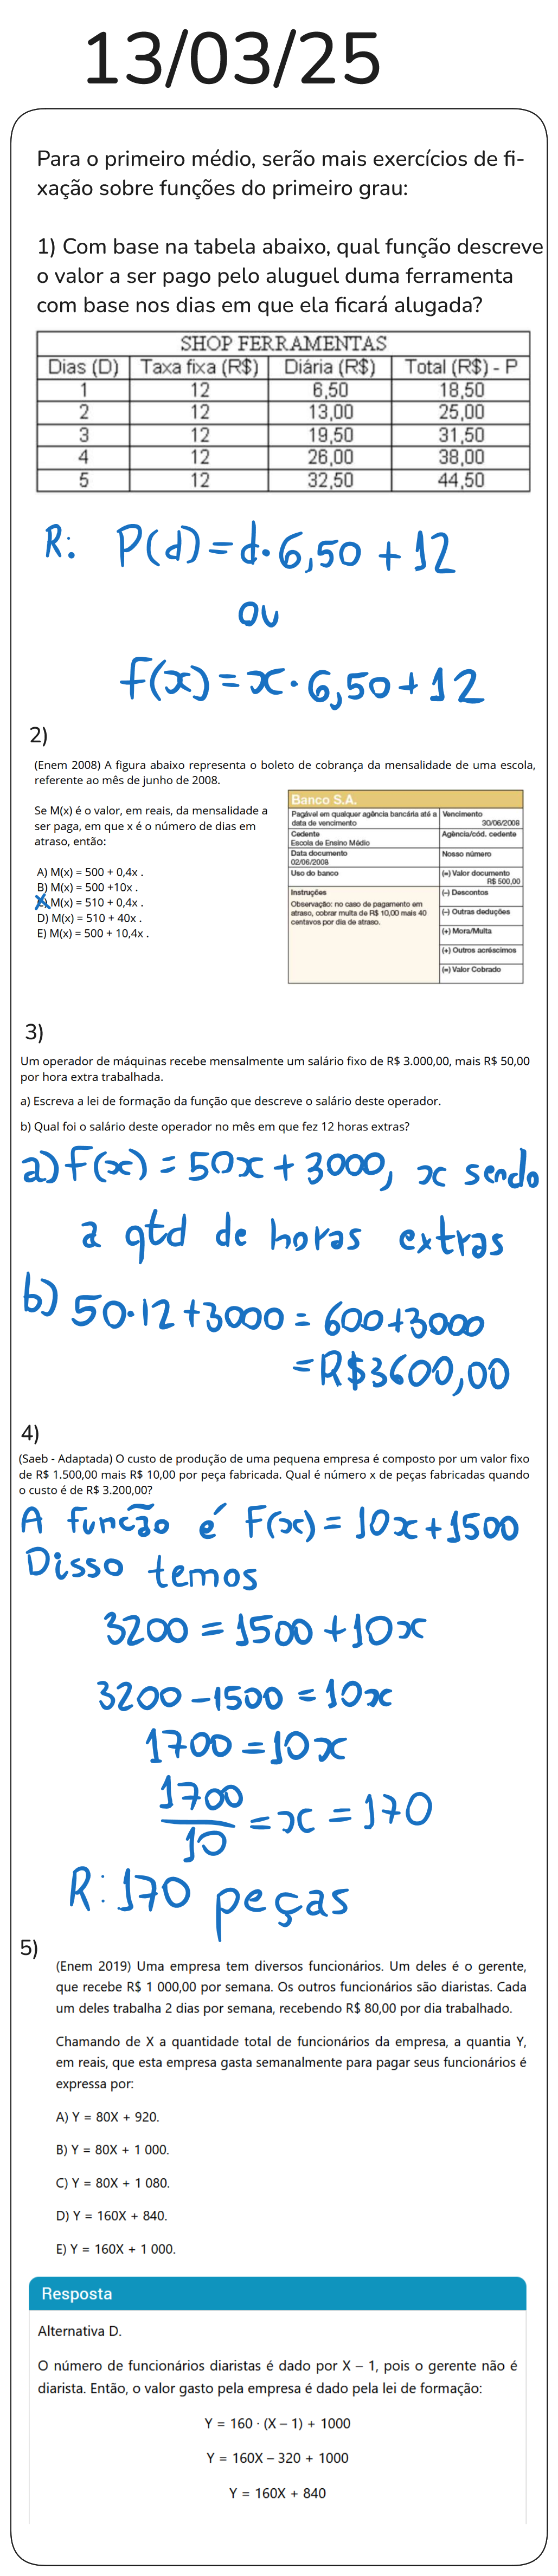 13/03/25
Para o primeiro médio, serão mais exercícios de fi-
xação sobre funções do primeiro grau:
1) Com base na tabela abaixo, qual função descreve
o valor a ser pago pelo aluguel duma ferramenta
com base nos dias em que ela ficará alugada?
SHOP FERRAMENTAS
Dias (D) Taxa fixa (R$) Diária (R$) Total (R$) - P
1 12 6,50 18,50
2 12 13,00 25,00
3 12 19,50 31,50
4 12 26,00 38,00
5 12 32,50 44,50
R: P(d) = d·6,50 + 12
ou
f(x) = x·6,50 + 12
2)
(Enem 2008) A figura abaixo representa o boleto de cobrança da mensalidade de uma escola,
referente ao mês de junho de 2008.
Se M(x) é o valor, em reais, da mensalidade a
ser paga, em que x é o número de dias em
atraso, então:
A) M(x) = 500 + 0,4x .
B) M(x) = 500 +10x .
C) M(x) = 510 + 0,4x .
D) M(x) = 510 + 40x .
E) M(x) = 500 + 10,4x .
Banco S.A.
Pagável em qualquer agência bancária até a
data de vencimento
Vencimento
30/06/2008
Cedente
Escola de Ensino Médio
Agência/cód. cedente
Data documento
02/06/2008
Nosso número
Uso do banco
(=) Valor documento
R$ 500,00
Instruções
Observação: no caso de pagamento em
atraso, cobrar multa de R$ 10,00 mais 40
centavos por dia de atraso.
(-) Descontos
(-) Outras deduções
(+) Mora/Multa
(+) Outros acréscimos
(=) Valor Cobrado
3)
Um operador de máquinas recebe mensalmente um salário fixo de R$ 3.000,00, mais R$ 50,00
por hora extra trabalhada.
a) Escreva a lei de formação da função que descreve o salário deste operador.
b) Qual foi o salário deste operador no mês em que fez 12 horas extras?
a) f(x) = 50x + 3000, x sendo
a qtd de horas extras
b) 50·12+3000 = 600+3000
= R$3600,00
4)
(Saeb - Adaptada) O custo de produção de uma pequena empresa é composto por um valor fixo
de R$ 1.500,00 mais R$ 10,00 por peça fabricada. Qual é número x de peças fabricadas quando
o custo é de R$ 3.200,00?
A função é F(x) = 10x+1500
Disso temos
3200 = 1500 + 10x
3200 - 1500 = 10x
1700 = 10x
1700/10 = x = 170
R: 170 peças
5)
(Enem 2019) Uma empresa tem diversos funcionários. Um deles é o gerente,
que recebe R$ 1 000,00 por semana. Os outros funcionários são diaristas. Cada
um deles trabalha 2 dias por semana, recebendo R$ 80,00 por dia trabalhado.
Chamando de X a quantidade total de funcionários da empresa, a quantia Y,
em reais, que esta empresa gasta semanalmente para pagar seus funcionários é
expressa por:
A) Y = 80X + 920.
B) Y = 80X + 1 000.
C) Y = 80X + 1 080.
D) Y = 160X + 840.
E) Y = 160X + 1 000.
Resposta
Alternativa D.
O número de funcionários diaristas é dado por X – 1, pois o gerente não é
diarista. Então, o valor gasto pela empresa é dado pela lei de formação:
Y = 160 · (X – 1) + 1000
Y = 160X – 320 + 1000
Y = 160X + 840